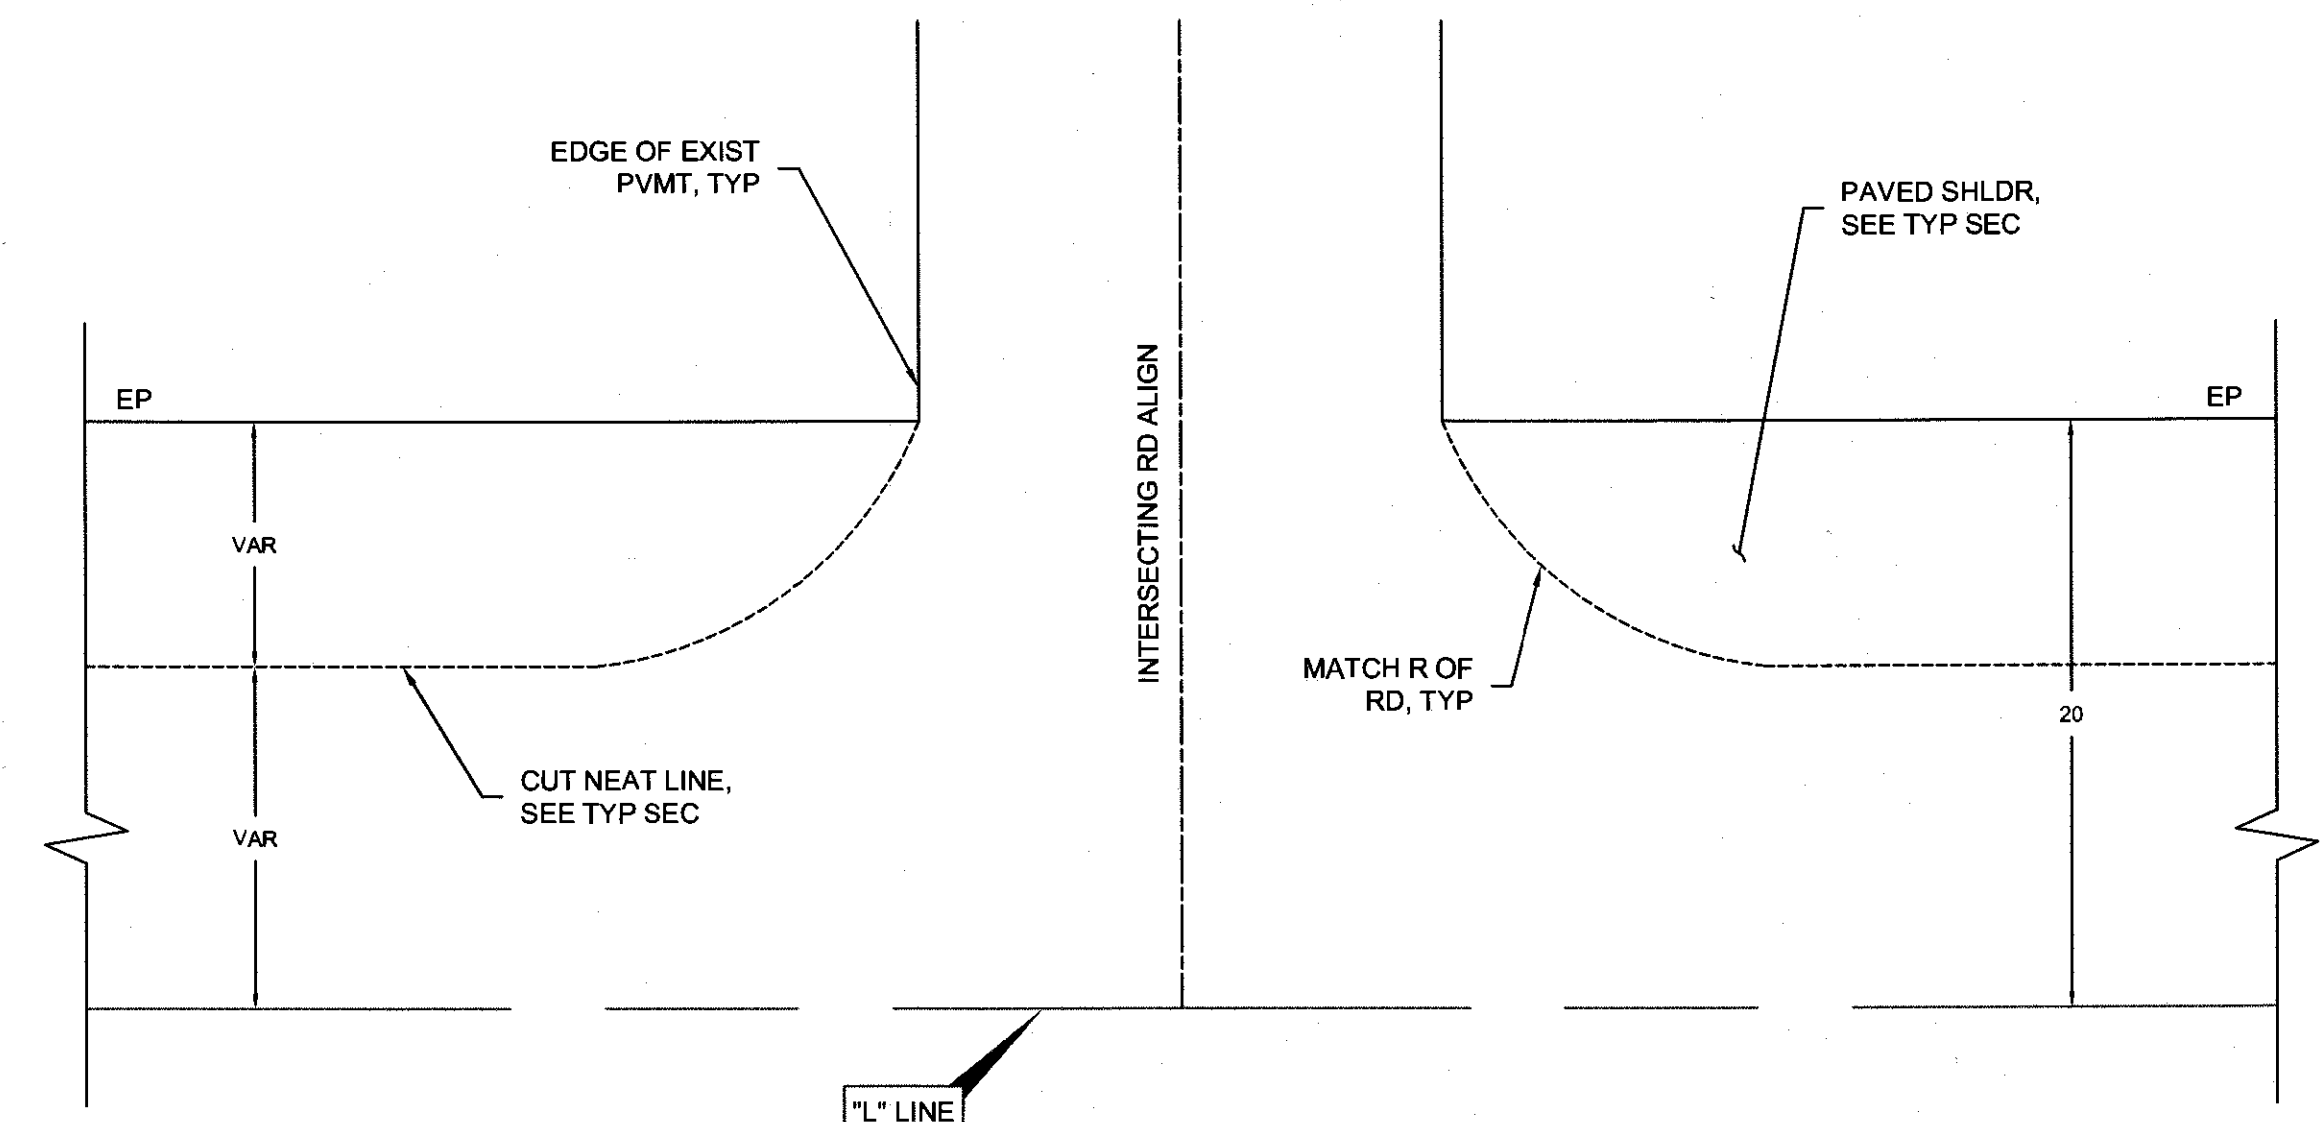 EDGE OF EXIST
PVMT, TYP
PAVED SHLDR,
SEE TYP SEC
EP
EP
INTERSECTING RD ALIGN
VAR
MATCH R OF
RD, TYP
20
CUT NEAT LINE,
SEE TYP SEC
VAR
"L" LINE